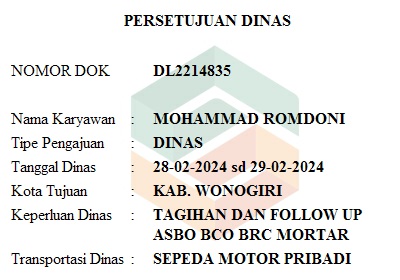 PERSETUJUAN DINAS
NOMOR DOK DL2214835
Nama Karyawan : MOHAMMAD ROMDONI
Tipe Pengajuan : DINAS
Tanggal Dinas : 28-02-2024 sd 29-02-2024
Kota Tujuan : KAB. WONOGIRI
Keperluan Dinas : TAGIHAN DAN FOLLOW UP
ASBO BCO BRC MORTAR
Transportasi Dinas : SEPEDA MOTOR PRIBADI